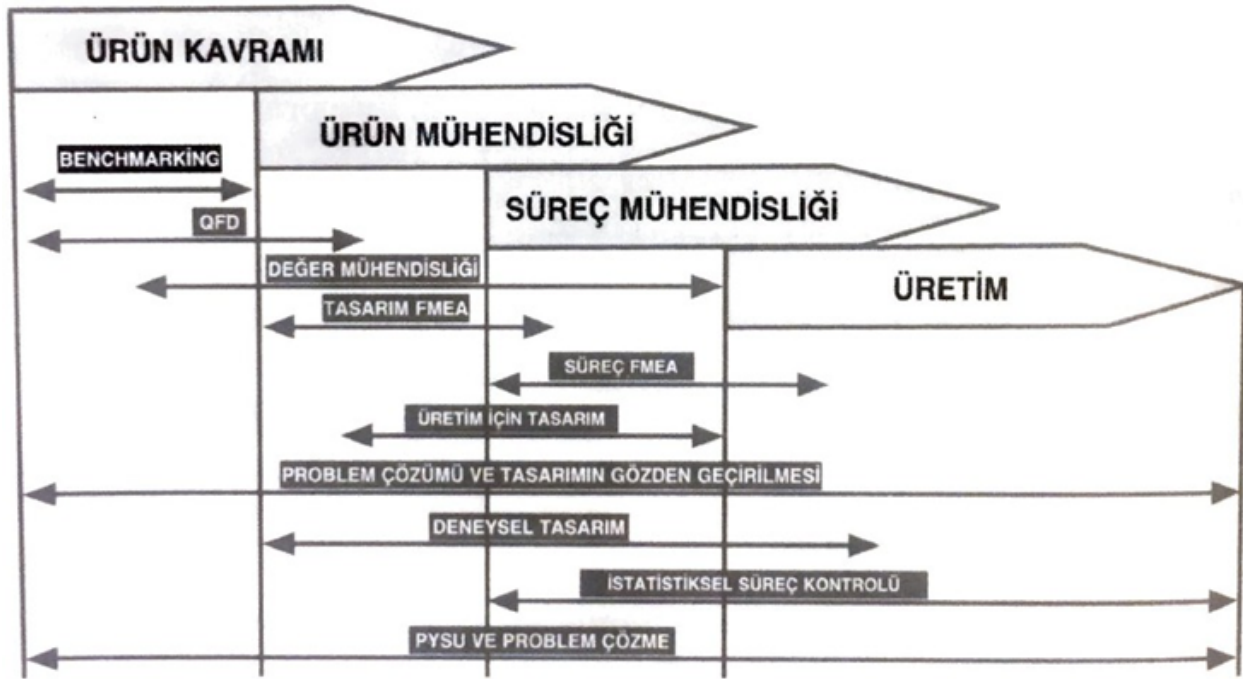 ÜRÜN KAVRAMI
ÜRÜN MÜHENDİSLİĞİ
BENCHMARKİNG
SÜREÇ MÜHENDİSLİĞİ
QFD
DEĞER MÜHENDİSLİĞİ
ÜRETİM
TASARIM FMEA
SÜREÇ FMEA
ÜRETİM İÇİN TASARIM
PROBLEM ÇÖZÜMÜ VE TASARIMIN GÖZDEN GEÇİRİLMESİ
DENEYSEL TASARIM
İSTATİSTİKSEL SÜREÇ KONTROLÜ
PYSU VE PROBLEM ÇÖZME